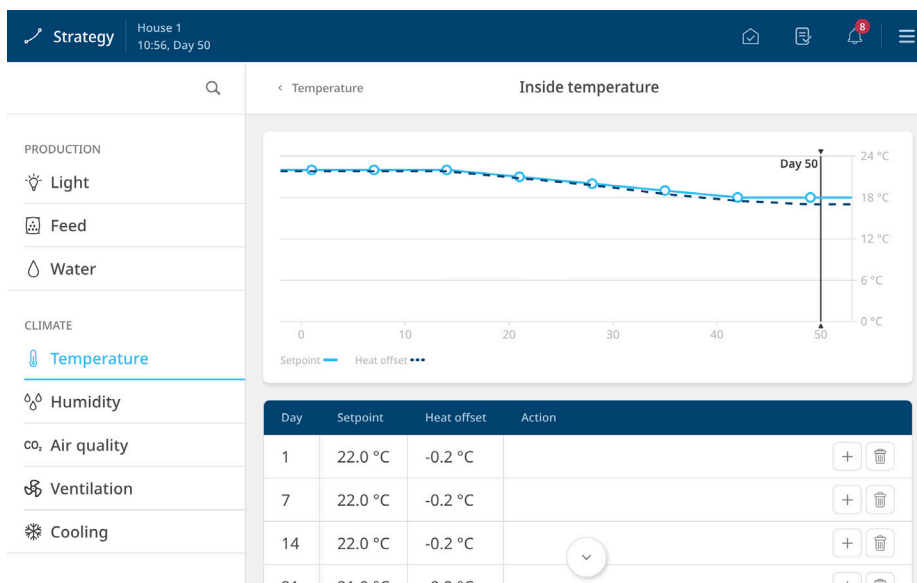 Strategy
House 1
10:56, Day 50
8
‹ Temperature
Inside temperature
PRODUCTION
Light
Feed
Water
CLIMATE
Temperature
Humidity
CO₂ Air quality
Ventilation
Cooling
Day 50
24 °C
18 °C
12 °C
6 °C
0 °C
0 10 20 30 40 50
Setpoint Heat offset
Day Setpoint Heat offset Action
1 22.0 °C -0.2 °C +
7 22.0 °C -0.2 °C +
14 22.0 °C -0.2 °C +